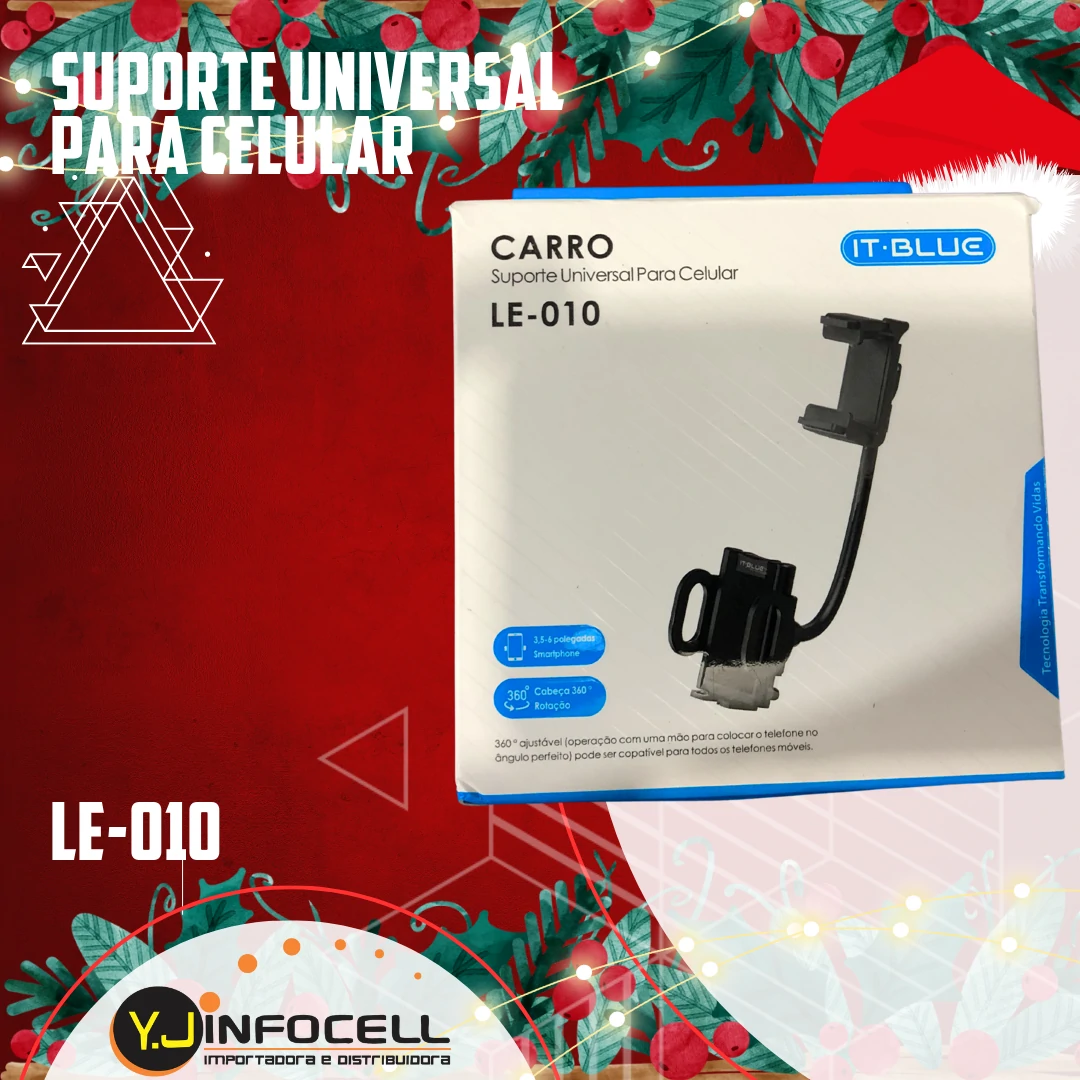 SUPORTE UNIVERSAL
PARA CELULAR
CARRO
Suporte Universal Para Celular
LE-010
IT·BLUE
IT·BLUE
Tecnologia Transformando Vidas
3,5-6 polegadas
Smartphone
360°
Cabeça 360°
Rotação
360° ajustável (operação com uma mão para colocar o telefone no
ângulo perfeito) pode ser copatível para todos os telefones móveis.
LE-010
Y.J INFOCELL
IMPORTADORA E DISTRIBUIDORA